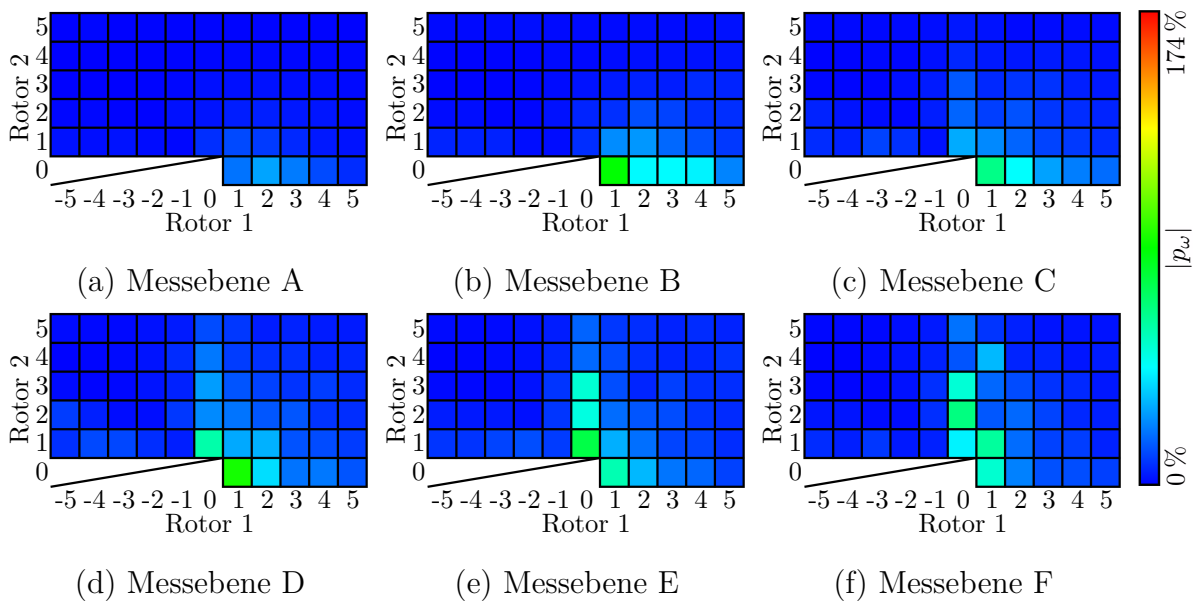 5
4
3
2
1
0
Rotor 2
-5 -4 -3 -2 -1 0 1 2 3 4 5
Rotor 1
(a) Messebene A
5
4
3
2
1
0
Rotor 2
-5 -4 -3 -2 -1 0 1 2 3 4 5
Rotor 1
(b) Messebene B
5
4
3
2
1
0
Rotor 2
-5 -4 -3 -2 -1 0 1 2 3 4 5
Rotor 1
(c) Messebene C
174 %
|p_ω|
0 %
5
4
3
2
1
0
Rotor 2
-5 -4 -3 -2 -1 0 1 2 3 4 5
Rotor 1
(d) Messebene D
5
4
3
2
1
0
Rotor 2
-5 -4 -3 -2 -1 0 1 2 3 4 5
Rotor 1
(e) Messebene E
5
4
3
2
1
0
Rotor 2
-5 -4 -3 -2 -1 0 1 2 3 4 5
Rotor 1
(f) Messebene F